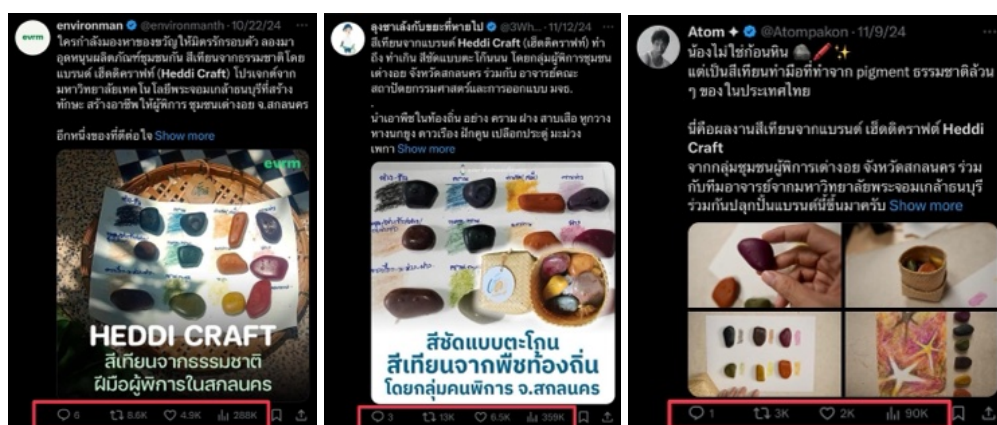 environman @environmanth · 10/22/24 ...
ใครกำลังมองหาของขวัญให้มิตรรักรอบตัว ลองมา
อุดหนุนผลิตภัณฑ์ชุมชนกัน สีเทียนจากธรรมชาติโดย
แบรนด์ เฮ็ดดิคราฟท์ (Heddi Craft) โปรเจกต์จาก
มหาวิทยาลัยเทคโนโลยีพระจอมเกล้าธนบุรีที่สร้าง
ทักษะ สร้างอาชีพ ให้ผู้พิการ ชุมชนเต่างอย จ.สกลนคร
อีกหนึ่งของที่ดีต่อใจ Show more
evrm
HEDDI CRAFT
สีเทียนจากธรรมชาติ
ฝีมือผู้พิการในสกลนคร
6 8.6K 4.9K 288K
ลุงซาเล้งกับขยะที่หายไป @3Wh... · 11/12/24 ...
สีเทียนจากแบรนด์ Heddi Craft (เฮ็ดดิคราฟท์) ทำ
ถึง ทำเกิน สีชัดแบบตะโก้นนน โดยกลุ่มผู้พิการชุมชน
เต่างอย จังหวัดสกลนคร ร่วมกับ อาจารย์คณะ
สถาปัตยกรรมศาสตร์และการออกแบบ มจธ.
.
นำเอาพืชในท้องถิ่น อย่าง คราม ฝาง สาบเสือ หูกวาง
หางนกยูง ดาวเรือง ฝักคูน เปลือกประดู่ มะม่วง
เพกา Show more
สีชัดแบบตะโกน
สีเทียนจากพืชท้องถิ่น
โดยกลุ่มคนพิการ จ.สกลนคร
3 13K 6.5K 355K
Atom @Atompakon · 11/9/24 ...
น้องไม่ใช่ก้อนหิน
แต่เป็นสีเทียนทำมือที่ทำจาก pigment ธรรมชาติล้วน
ๆ ของในประเทศไทย
นี่คือผลงานสีเทียนจากแบรนด์ เฮ็ดดิคราฟต์ Heddi
Craft
จากกลุ่มชุมชนผู้พิการเต่างอย จังหวัดสกลนคร ร่วม
กับทีมอาจารย์จากมหาวิทยาลัยพระจอมเกล้าธนบุรี
ร่วมกันปลุกปั้นแบรนด์นี้ขึ้นมาครับ Show more
1 3K 2K 90K